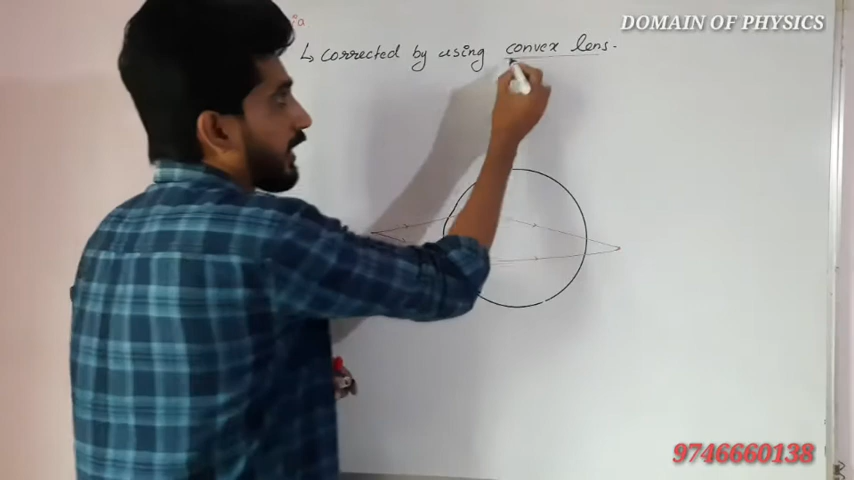 DOMAIN OF PHYSICS
↳ corrected by using convex lens.
9746660138